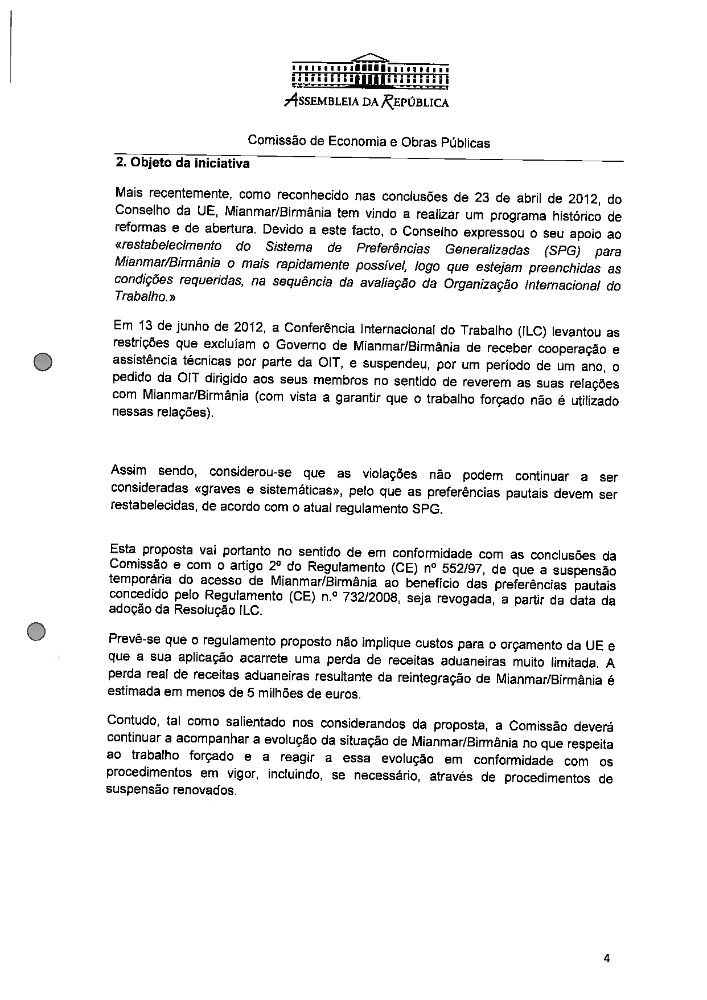 ASSEMBLEIA DA REPÚBLICA
Comissão de Economia e Obras Públicas
2. Objeto da iniciativa
Mais recentemente, como reconhecido nas conclusões de 23 de abril de 2012, do
Conselho da UE, Mianmar/Birmânia tem vindo a realizar um programa histórico de
reformas e de abertura. Devido a este facto, o Conselho expressou o seu apoio ao
«restabelecimento do Sistema de Preferências Generalizadas (SPG) para
Mianmar/Birmânia o mais rapidamente possível, logo que estejam preenchidas as
condições requeridas, na sequência da avaliação da Organização Internacional do
Trabalho.»
Em 13 de junho de 2012, a Conferência Internacional do Trabalho (ILC) levantou as
restrições que excluíam o Governo de Mianmar/Birmânia de receber cooperação e
assistência técnicas por parte da OIT, e suspendeu, por um período de um ano, o
pedido da OIT dirigido aos seus membros no sentido de reverem as suas relações
com Mianmar/Birmânia (com vista a garantir que o trabalho forçado não é utilizado
nessas relações).
Assim sendo, considerou-se que as violações não podem continuar a ser
consideradas «graves e sistemáticas», pelo que as preferências pautais devem ser
restabelecidas, de acordo com o atual regulamento SPG.
Esta proposta vai portanto no sentido de em conformidade com as conclusões da
Comissão e com o artigo 2º do Regulamento (CE) nº 552/97, de que a suspensão
temporária do acesso de Mianmar/Birmânia ao benefício das preferências pautais
concedido pelo Regulamento (CE) n.º 732/2008, seja revogada, a partir da data da
adoção da Resolução ILC.
Prevê-se que o regulamento proposto não implique custos para o orçamento da UE e
que a sua aplicação acarrete uma perda de receitas aduaneiras muito limitada. A
perda real de receitas aduaneiras resultante da reintegração de Mianmar/Birmânia é
estimada em menos de 5 milhões de euros.
Contudo, tal como salientado nos considerandos da proposta, a Comissão deverá
continuar a acompanhar a evolução da situação de Mianmar/Birmânia no que respeita
ao trabalho forçado e a reagir a essa evolução em conformidade com os
procedimentos em vigor, incluindo, se necessário, através de procedimentos de
suspensão renovados.
4